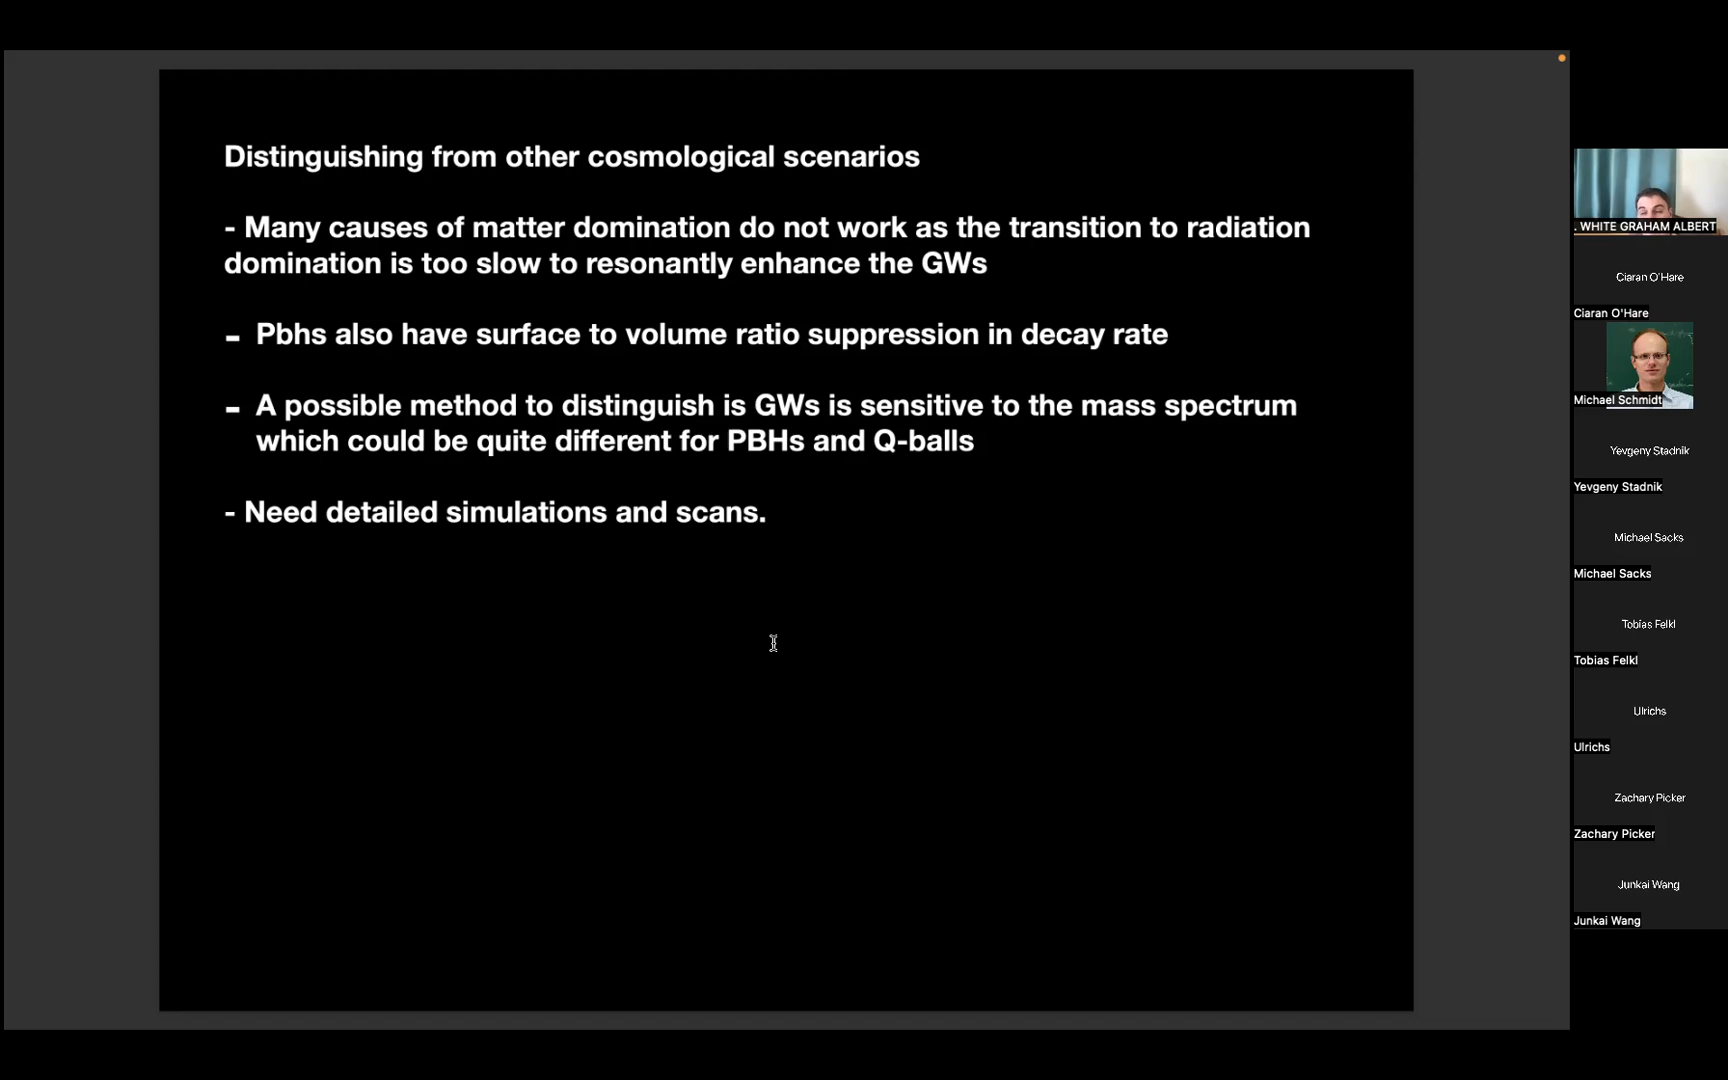 Distinguishing from other cosmological scenarios
- Many causes of matter domination do not work as the transition to radiation
domination is too slow to resonantly enhance the GWs
- Pbhs also have surface to volume ratio suppression in decay rate
- A possible method to distinguish is GWs is sensitive to the mass spectrum
which could be quite different for PBHs and Q-balls
- Need detailed simulations and scans.
. WHITE GRAHAM ALBERT
Ciaran O'Hare
Ciaran O'Hare
Michael Schmidt
Yevgeny Stadnik
Yevgeny Stadnik
Michael Sacks
Michael Sacks
Tobias Felkl
Tobias Felkl
Ulrichs
Ulrichs
Zachary Picker
Zachary Picker
Junkai Wang
Junkai Wang